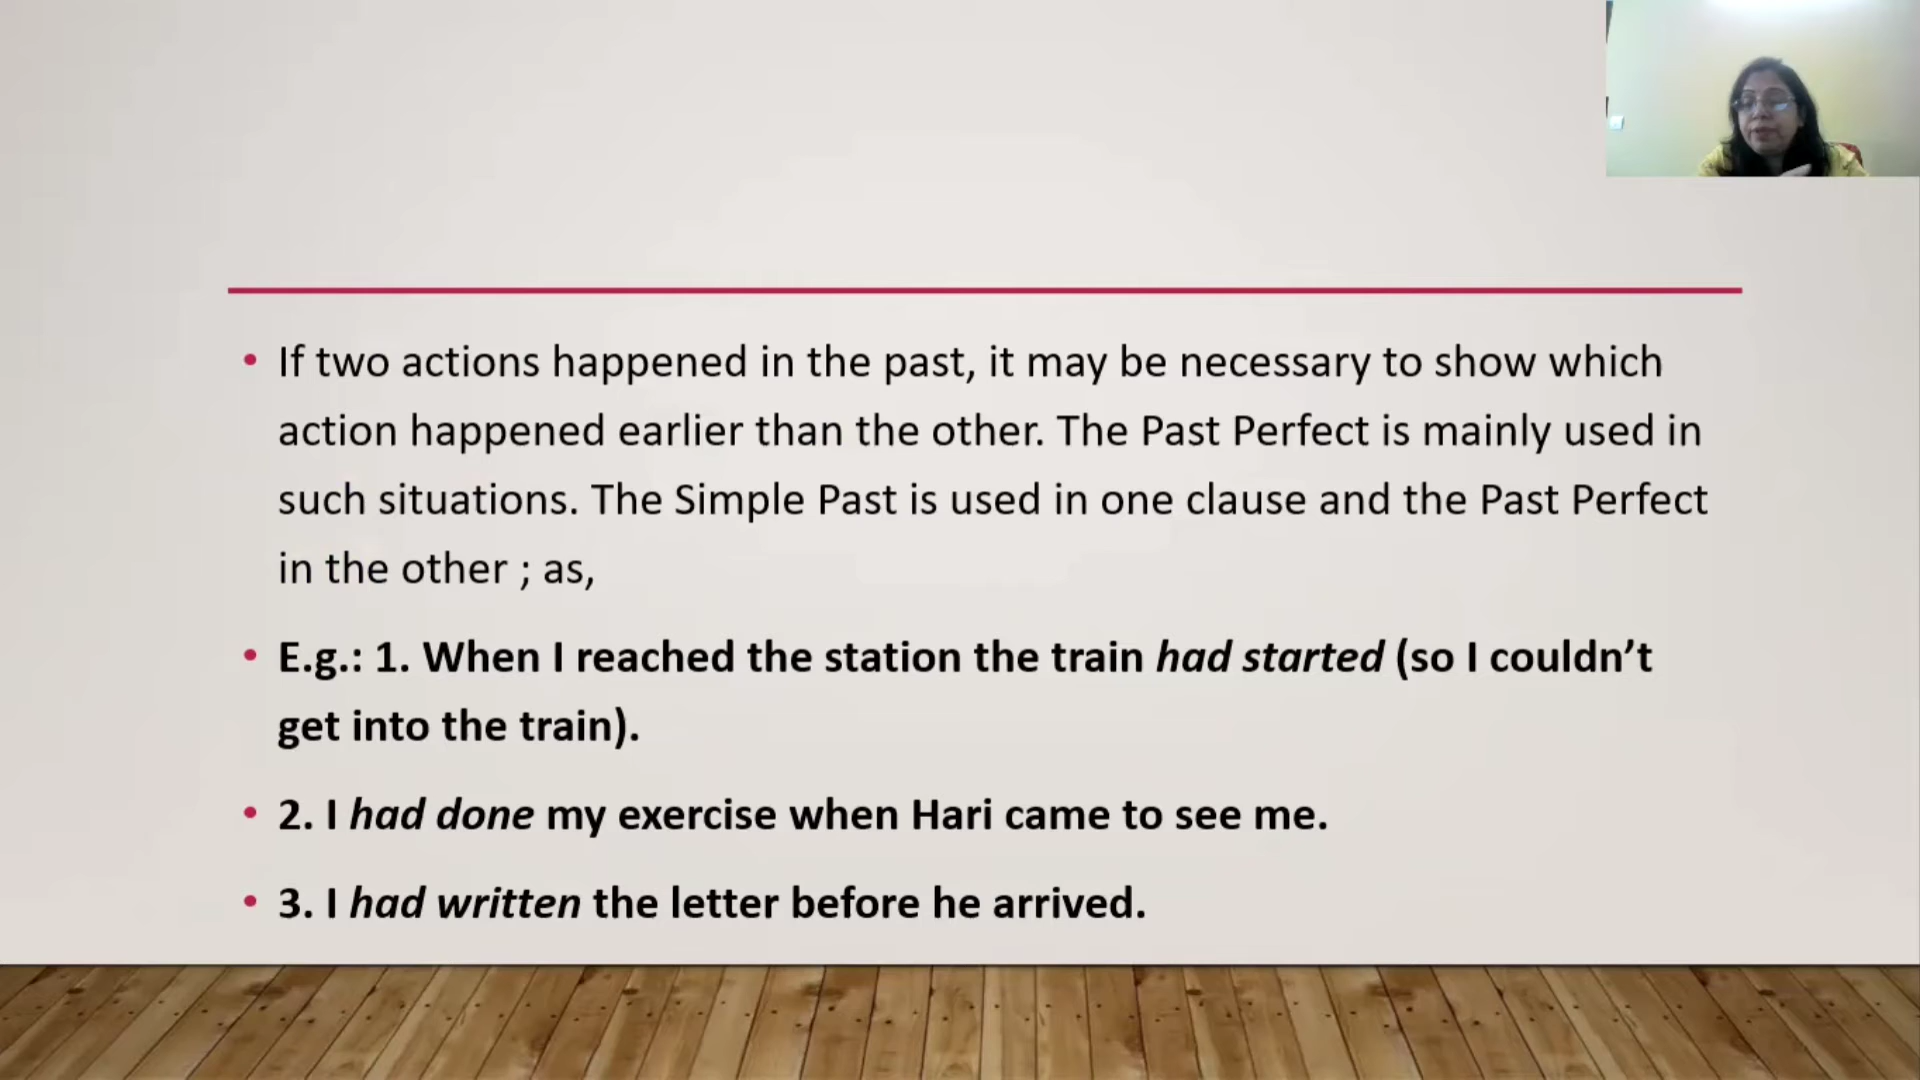 • If two actions happened in the past, it may be necessary to show which
action happened earlier than the other. The Past Perfect is mainly used in
such situations. The Simple Past is used in one clause and the Past Perfect
in the other ; as,
• E.g.: 1. When I reached the station the train had started (so I couldn’t
get into the train).
• 2. I had done my exercise when Hari came to see me.
• 3. I had written the letter before he arrived.